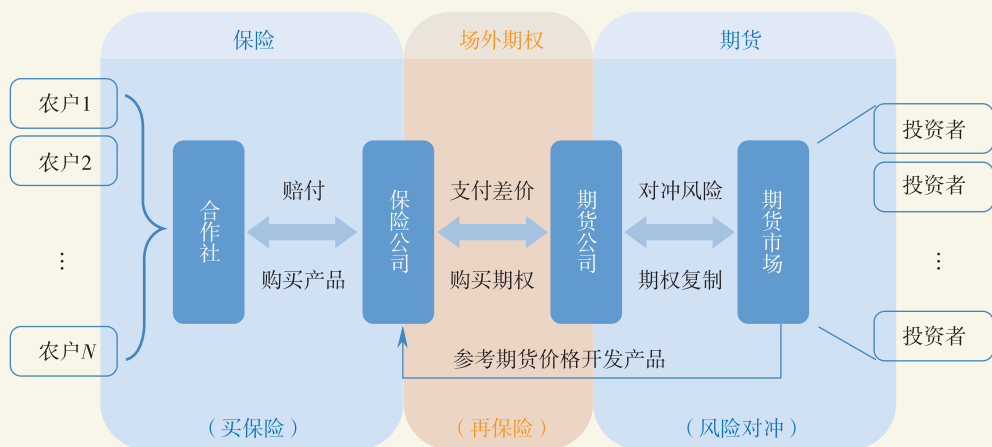 保险
场外期权
期货
农户1
农户2
⋮
农户N
合作社
赔付
购买产品
保险公司
支付差价
购买期权
期货公司
对冲风险
期权复制
期货市场
投资者
投资者
⋮
投资者
参考期货价格开发产品
（买保险）
（再保险）
（风险对冲）